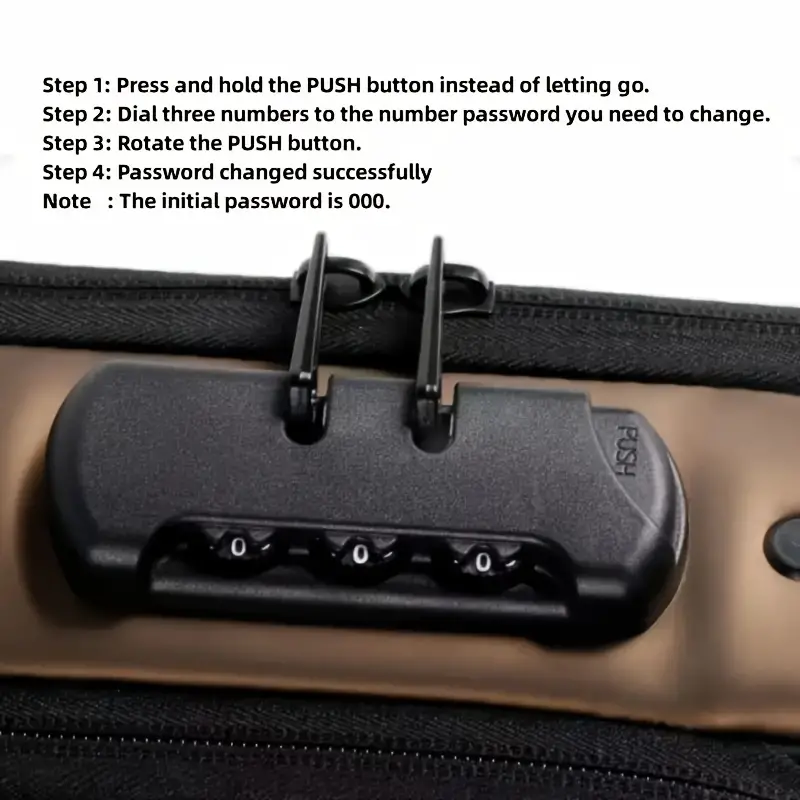 Step 1: Press and hold the PUSH button instead of letting go.
Step 2: Dial three numbers to the number password you need to change.
Step 3: Rotate the PUSH button.
Step 4: Password changed successfully
Note : The initial password is 000.
PUSH
0 0 0